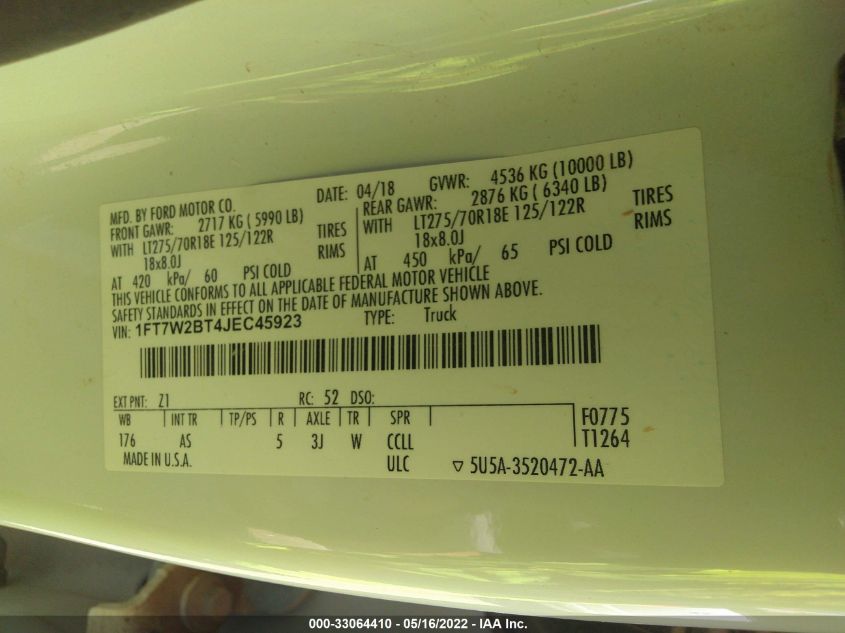 MFD. BY FORD MOTOR CO. DATE: 04/18 GVWR: 4536 KG (10000 LB)
FRONT GAWR: 2717 KG ( 5990 LB) REAR GAWR: 2876 KG ( 6340 LB)
WITH LT275/70R18E 125/122R TIRES WITH LT275/70R18E 125/122R TIRES
18x8.0J RIMS 18x8.0J RIMS
AT 420 kPa/ 60 PSI COLD AT 450 kPa/ 65 PSI COLD
THIS VEHICLE CONFORMS TO ALL APPLICABLE FEDERAL MOTOR VEHICLE
SAFETY STANDARDS IN EFFECT ON THE DATE OF MANUFACTURE SHOWN ABOVE.
VIN: 1FT7W2BT4JEC45923 TYPE: Truck
EXT PNT: Z1 RC: 52 DSO:
WB INT TR TP/PS R AXLE TR SPR F0775
176 AS 5 3J W CCLL T1264
MADE IN U.S.A. ULC ▽ 5U5A-3520472-AA
000-33064410 - 05/16/2022 - IAA Inc.